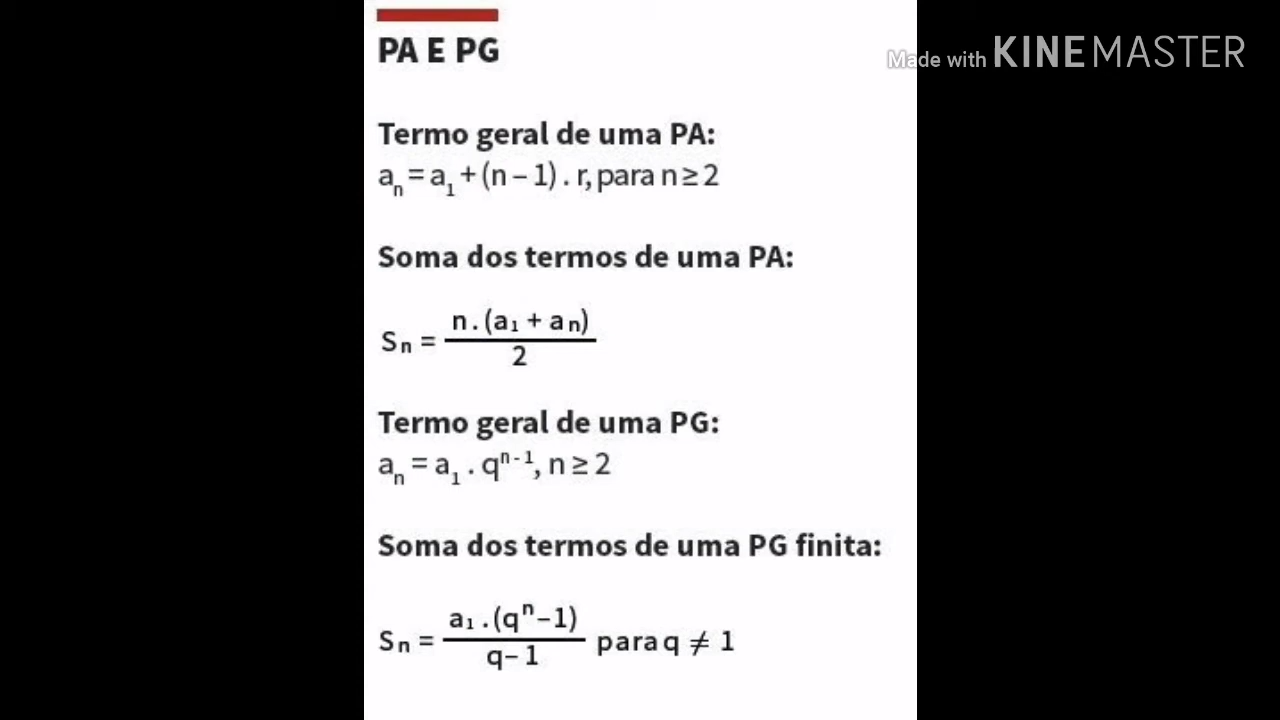 PA E PG
Made with KINEMASTER
Termo geral de uma PA:
aₙ = a₁ + (n – 1) . r, para n ≥ 2
Soma dos termos de uma PA:
Sₙ = n . (a₁ + aₙ) / 2
Termo geral de uma PG:
aₙ = a₁ . qⁿ⁻¹, n ≥ 2
Soma dos termos de uma PG finita:
Sₙ = a₁ . (qⁿ – 1) / q – 1 para q ≠ 1